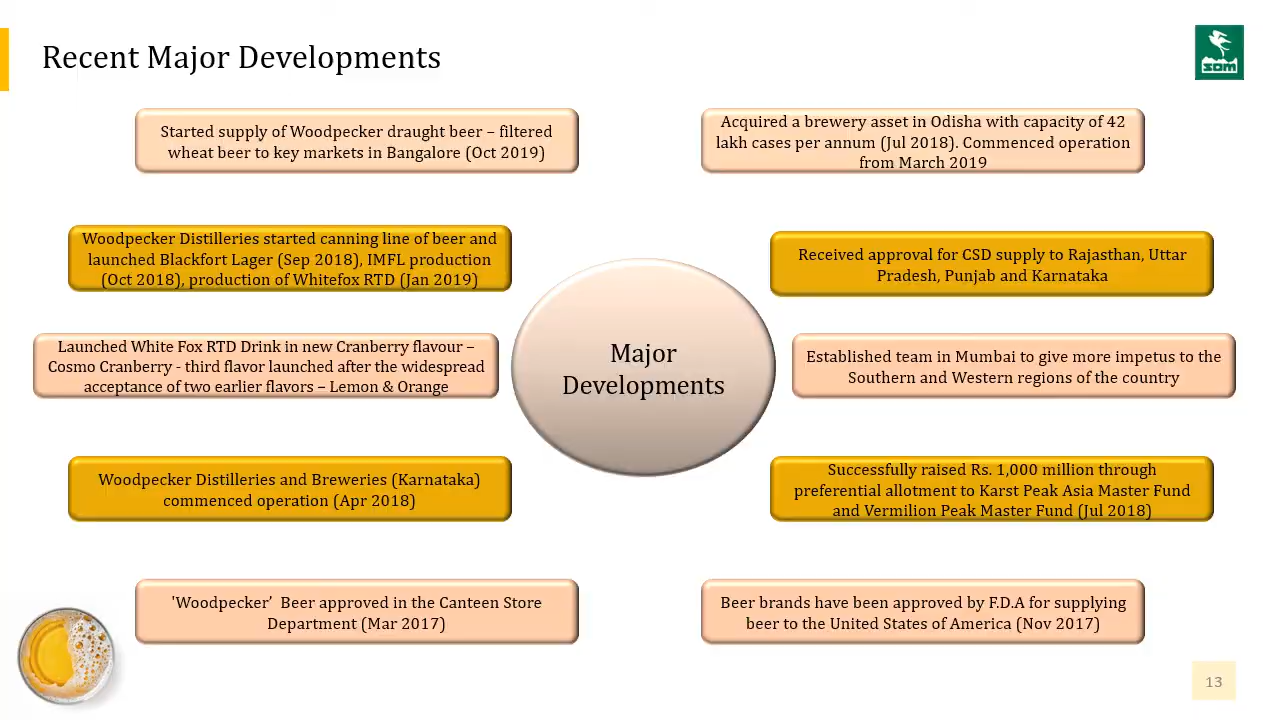 Recent Major Developments
som
Started supply of Woodpecker draught beer – filtered
wheat beer to key markets in Bangalore (Oct 2019)
Acquired a brewery asset in Odisha with capacity of 42
lakh cases per annum (Jul 2018). Commenced operation
from March 2019
Woodpecker Distilleries started canning line of beer and
launched Blackfort Lager (Sep 2018), IMFL production
(Oct 2018), production of Whitefox RTD (Jan 2019)
Received approval for CSD supply to Rajasthan, Uttar
Pradesh, Punjab and Karnataka
Launched White Fox RTD Drink in new Cranberry flavour –
Cosmo Cranberry - third flavor launched after the widespread
acceptance of two earlier flavors – Lemon & Orange
Major
Developments
Established team in Mumbai to give more impetus to the
Southern and Western regions of the country
Woodpecker Distilleries and Breweries (Karnataka)
commenced operation (Apr 2018)
Successfully raised Rs. 1,000 million through
preferential allotment to Karst Peak Asia Master Fund
and Vermilion Peak Master Fund (Jul 2018)
'Woodpecker’ Beer approved in the Canteen Store
Department (Mar 2017)
Beer brands have been approved by F.D.A for supplying
beer to the United States of America (Nov 2017)
13